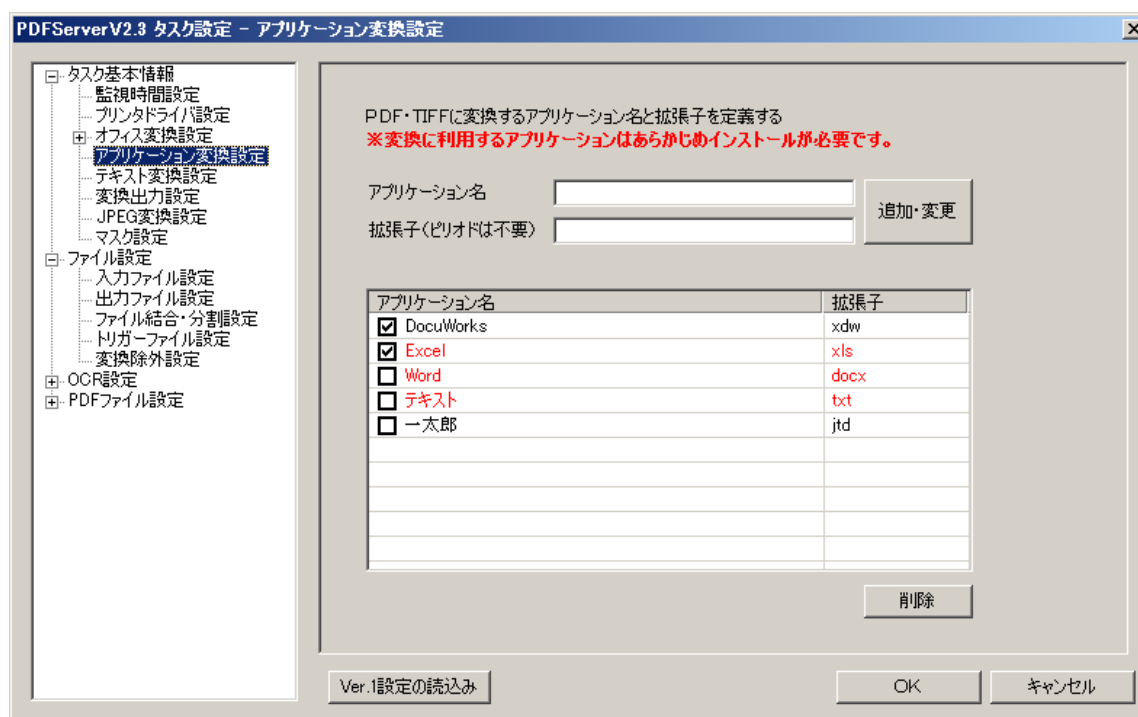 PDFServerV2.3 タスク設定 - アプリケーション変換設定
タスク基本情報
監視時間設定
プリンタドライバ設定
オフィス変換設定
アプリケーション変換設定
テキスト変換設定
変換出力設定
JPEG変換設定
マスク設定
ファイル設定
入力ファイル設定
出力ファイル設定
ファイル結合・分割設定
トリガーファイル設定
変換除外設定
OCR設定
PDFファイル設定
PDF・TIFFに変換するアプリケーション名と拡張子を定義する
※変換に利用するアプリケーションはあらかじめインストールが必要です。
アプリケーション名
拡張子(ピリオドは不要)
追加・変更
アプリケーション名 拡張子
DocuWorks xdw
Excel xls
Word docx
テキスト txt
一太郎 jtd
削除
Ver.1設定の読込み
OK
キャンセル